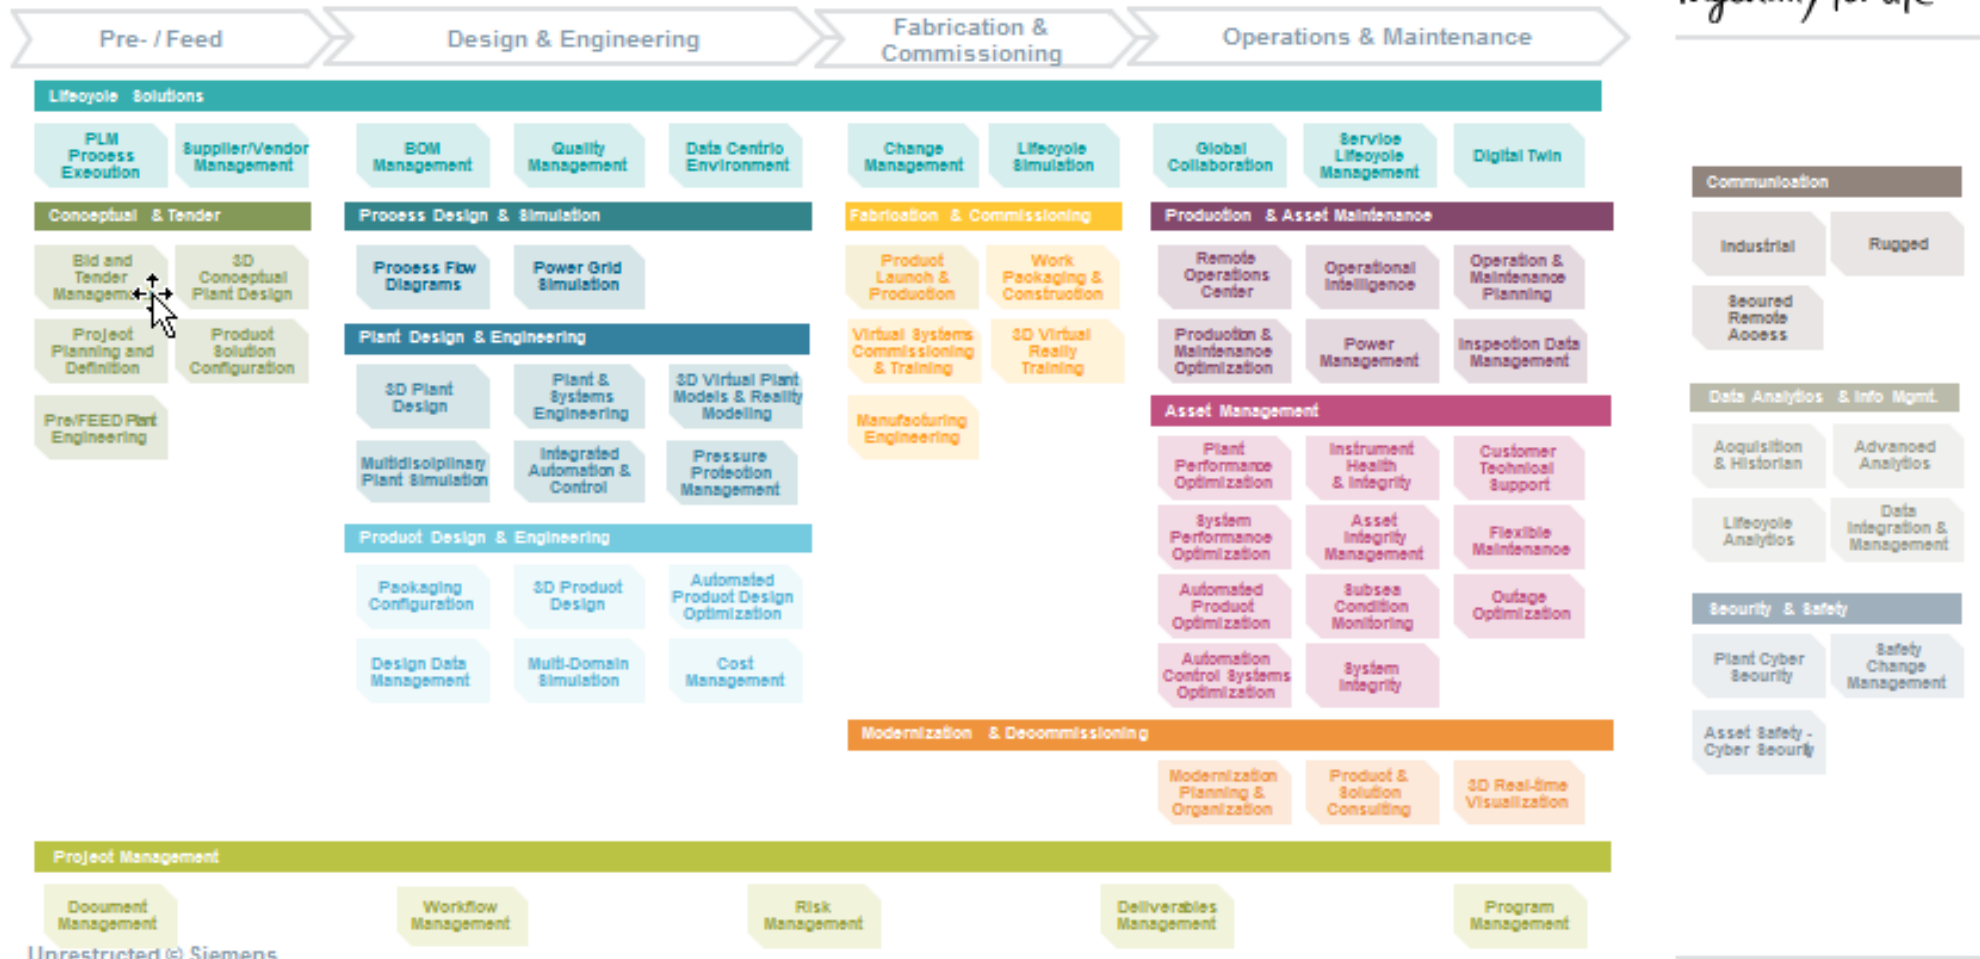 Ingenuity for life
Pre- / Feed
Design & Engineering
Fabrication &
Commissioning
Operations & Maintenance
Lifecycle Solutions
PLM
Process
Execution
Supplier/Vendor
Management
BOM
Management
Quality
Management
Data Centric
Environment
Change
Management
Lifecycle
Simulation
Global
Collaboration
Service
Lifecycle
Management
Digital Twin
Conceptual & Tender
Bid and
Tender
Managem
3D
Conceptual
Plant Design
Project
Planning and
Definition
Product
Solution
Configuration
Pre/FEED Plant
Engineering
Process Design & Simulation
Process Flow
Diagrams
Power Grid
Simulation
Plant Design & Engineering
3D Plant
Design
Plant &
Systems
Engineering
3D Virtual Plant
Models & Reality
Modeling
Multidisciplinary
Plant Simulation
Integrated
Automation &
Control
Pressure
Protection
Management
Product Design & Engineering
Packaging
Configuration
3D Product
Design
Automated
Product Design
Optimization
Design Data
Management
Multi-Domain
Simulation
Cost
Management
Fabrication & Commissioning
Product
Launch &
Production
Work
Packaging &
Construction
Virtual Systems
Commissioning
& Training
3D Virtual
Really
Training
Manufacturing
Engineering
Production & Asset Maintenance
Remote
Operations
Center
Operational
Intelligence
Operation &
Maintenance
Planning
Production &
Maintenance
Optimization
Power
Management
Inspection Data
Management
Asset Management
Plant
Performance
Optimization
Instrument
Health
& Integrity
Customer
Technical
Support
System
Performance
Optimization
Asset
Integrity
Management
Flexible
Maintenance
Automated
Product
Optimization
Subsea
Condition
Monitoring
Outage
Optimization
Automation
Control Systems
Optimization
System
Integrity
Modernization & Decommissioning
Modernization
Planning &
Organization
Product &
Solution
Consulting
3D Real-time
Visualization
Project Management
Document
Management
Workflow
Management
Risk
Management
Deliverables
Management
Program
Management
Communication
Industrial
Rugged
Secured
Remote
Access
Data Analytics & Info Mgmt.
Acquisition
& Historian
Advanced
Analytics
Lifecycle
Analytics
Data
Integration &
Management
Security & Safety
Plant Cyber
Security
Safety
Change
Management
Asset Safety -
Cyber Security
Unrestricted © Siemens